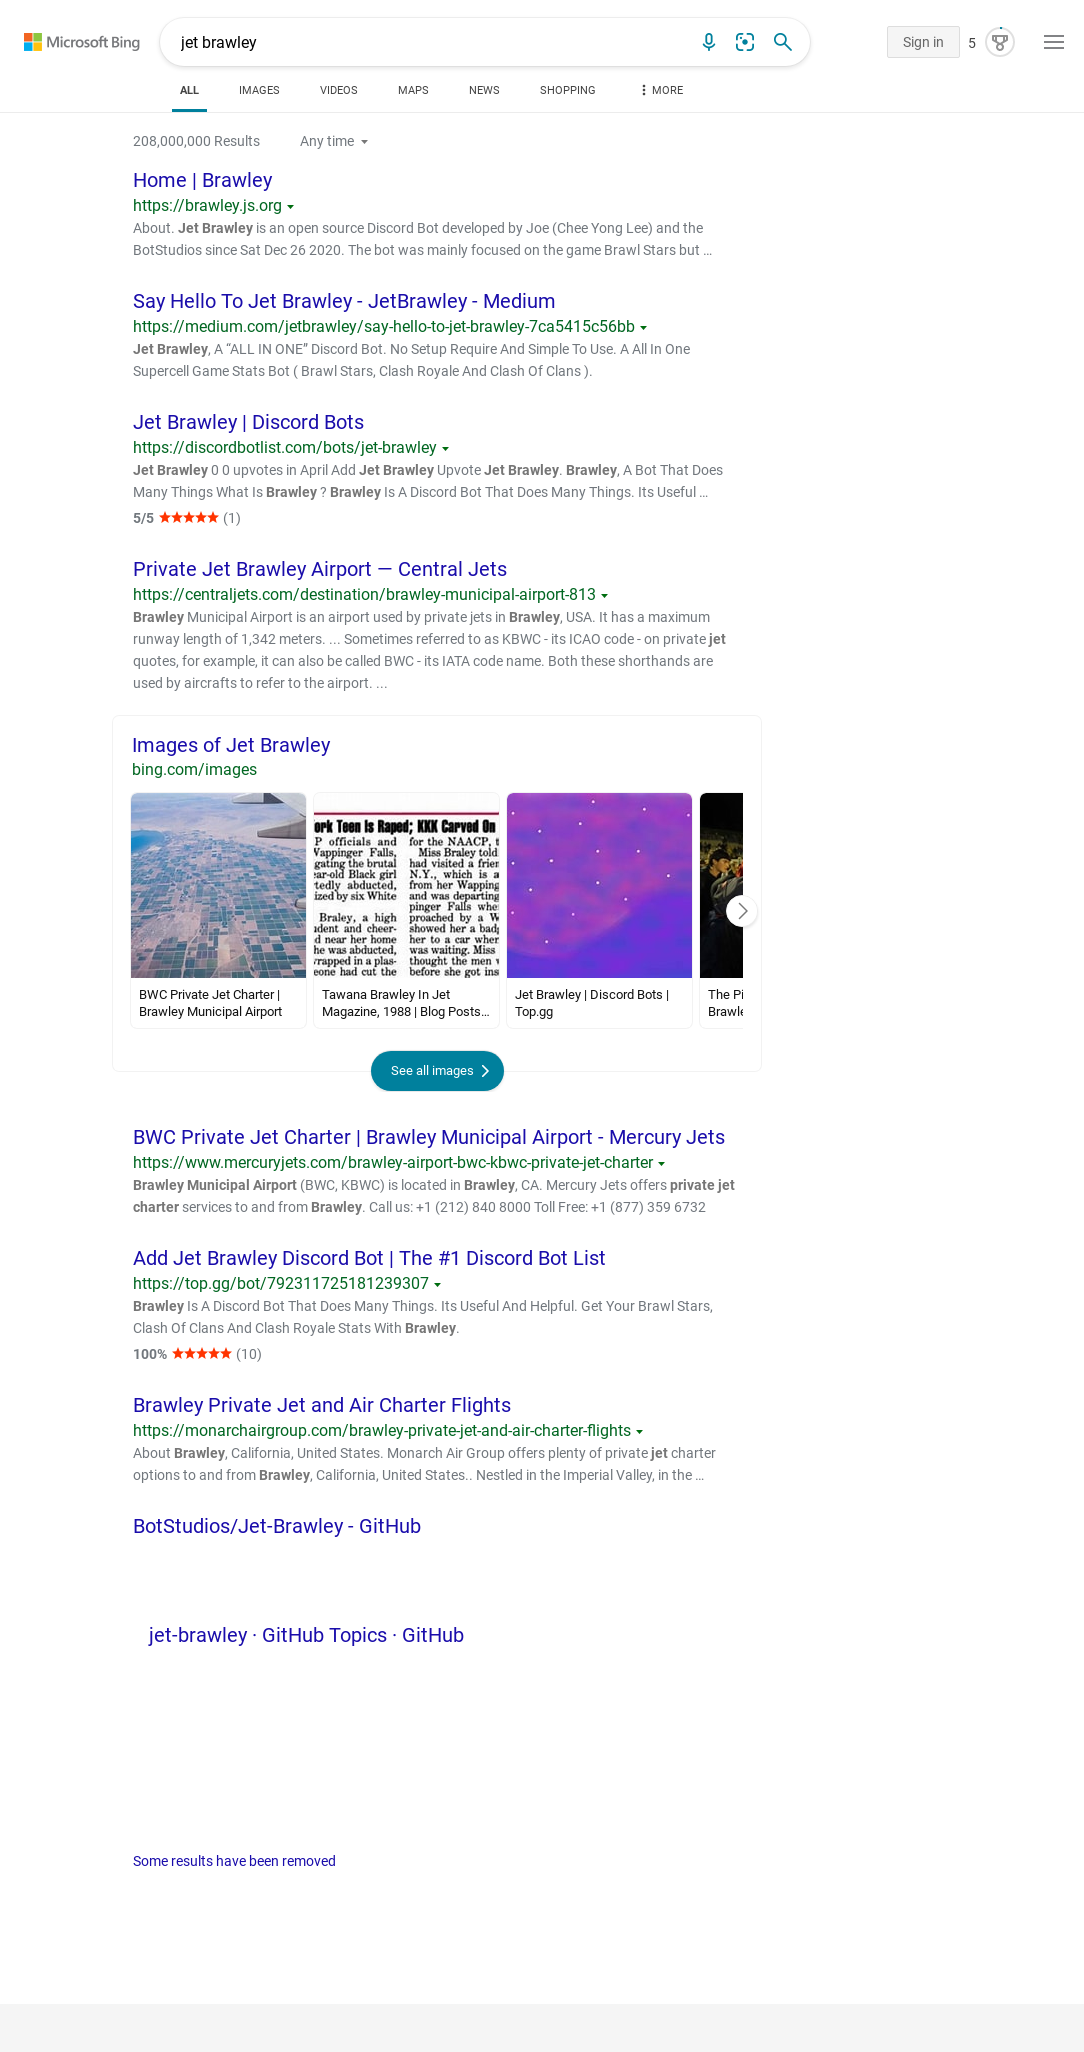 Microsoft Bing
jet brawley
Sign in
5
ALL
IMAGES
VIDEOS
MAPS
NEWS
SHOPPING
MORE
208,000,000 Results
Any time
Home | Brawley
https://brawley.js.org
About. Jet Brawley is an open source Discord Bot developed by Joe (Chee Yong Lee) and the
BotStudios since Sat Dec 26 2020. The bot was mainly focused on the game Brawl Stars but …
Say Hello To Jet Brawley - JetBrawley - Medium
https://medium.com/jetbrawley/say-hello-to-jet-brawley-7ca5415c56bb
Jet Brawley, A “ALL IN ONE” Discord Bot. No Setup Require And Simple To Use. A All In One
Supercell Game Stats Bot ( Brawl Stars, Clash Royale And Clash Of Clans ).
Jet Brawley | Discord Bots
https://discordbotlist.com/bots/jet-brawley
Jet Brawley 0 0 upvotes in April Add Jet Brawley Upvote Jet Brawley. Brawley, A Bot That Does
Many Things What Is Brawley ? Brawley Is A Discord Bot That Does Many Things. Its Useful …
5/5 ★★★★★ (1)
Private Jet Brawley Airport — Central Jets
https://centraljets.com/destination/brawley-municipal-airport-813
Brawley Municipal Airport is an airport used by private jets in Brawley, USA. It has a maximum
runway length of 1,342 meters. ... Sometimes referred to as KBWC - its ICAO code - on private jet
quotes, for example, it can also be called BWC - its IATA code name. Both these shorthands are
used by aircrafts to refer to the airport. ...
Images of Jet Brawley
bing.com/images
ork Teen Is Raped; KKK Carved On
P officials and
Wappinger Falls,
gating the brutal
ear-old Black girl
rtedly abducted,
ized by six White
Braley, a high
udent and cheer-
d near her home
he was abducted,
wrapped in a plas-
eone had cut the
for the NAACP, t
Miss Braley told
had visited a frien
N.Y., which is a
from her Wapping
and was departing
pinger Falls when
proached by a W
showed her a badg
her to a car when
was waiting. Miss
thought the men w
before she got ins
BWC Private Jet Charter |
Brawley Municipal Airport
Tawana Brawley In Jet
Magazine, 1988 | Blog Posts…
Jet Brawley | Discord Bots |
Top.gg
The Pi
Brawle
See all images
BWC Private Jet Charter | Brawley Municipal Airport - Mercury Jets
https://www.mercuryjets.com/brawley-airport-bwc-kbwc-private-jet-charter
Brawley Municipal Airport (BWC, KBWC) is located in Brawley, CA. Mercury Jets offers private jet
charter services to and from Brawley. Call us: +1 (212) 840 8000 Toll Free: +1 (877) 359 6732
Add Jet Brawley Discord Bot | The #1 Discord Bot List
https://top.gg/bot/792311725181239307
Brawley Is A Discord Bot That Does Many Things. Its Useful And Helpful. Get Your Brawl Stars,
Clash Of Clans And Clash Royale Stats With Brawley.
100% ★★★★★ (10)
Brawley Private Jet and Air Charter Flights
https://monarchairgroup.com/brawley-private-jet-and-air-charter-flights
About Brawley, California, United States. Monarch Air Group offers plenty of private jet charter
options to and from Brawley, California, United States.. Nestled in the Imperial Valley, in the …
BotStudios/Jet-Brawley - GitHub
jet-brawley · GitHub Topics · GitHub
Some results have been removed